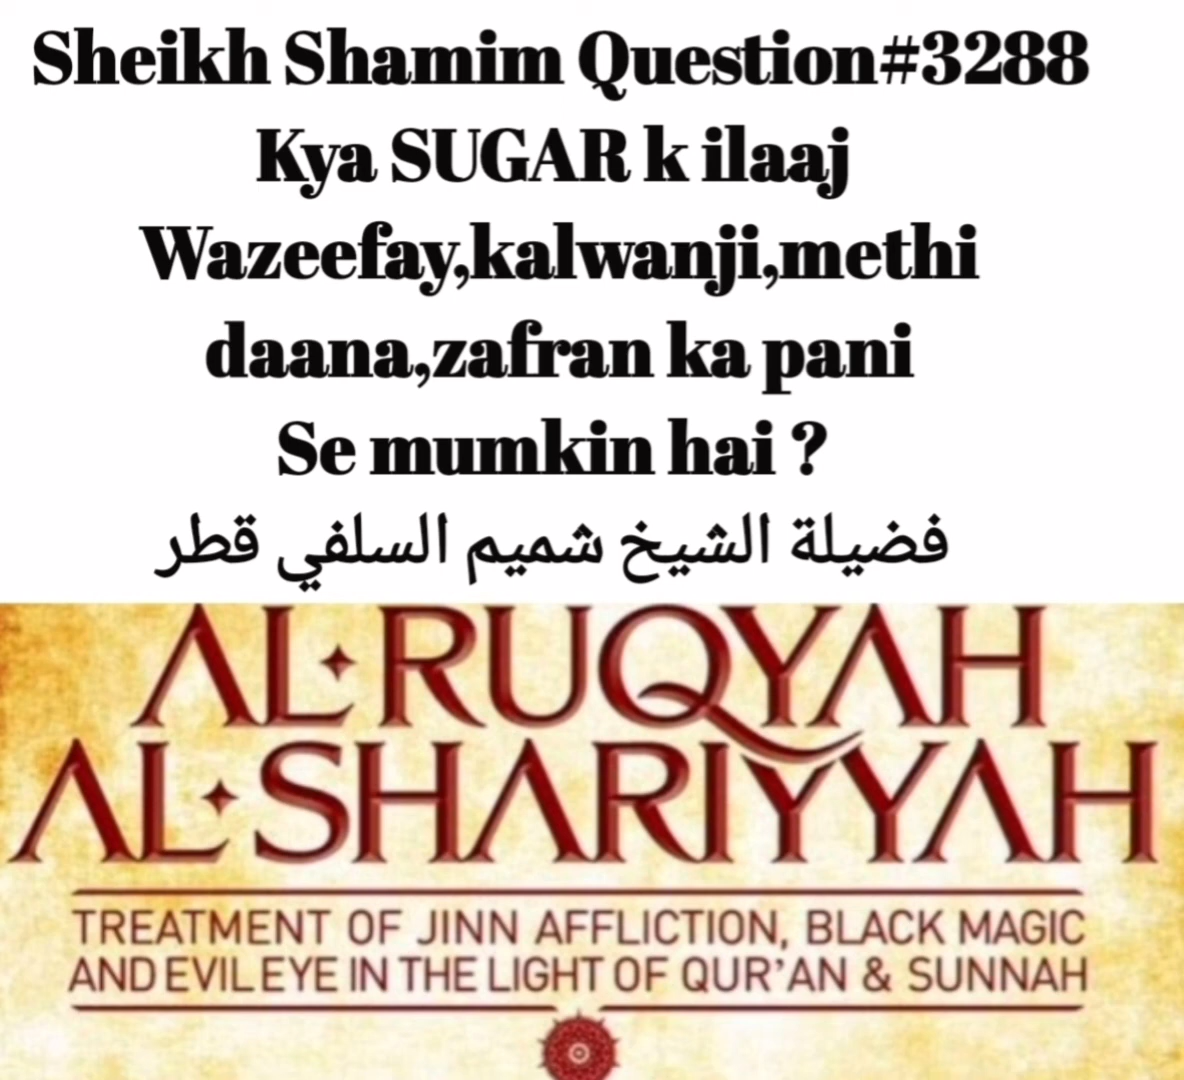 Sheikh Shamim Question#3288
Kya SUGAR k ilaaj
Wazeefay,kalwanji,methi
daana,zafran ka pani
Se mumkin hai ?
فضيلة الشيخ شميم السلفي قطر
AL·RUQYAH
AL·SHARIYYAH
TREATMENT OF JINN AFFLICTION, BLACK MAGIC
AND EVIL EYE IN THE LIGHT OF QUR'AN & SUNNAH